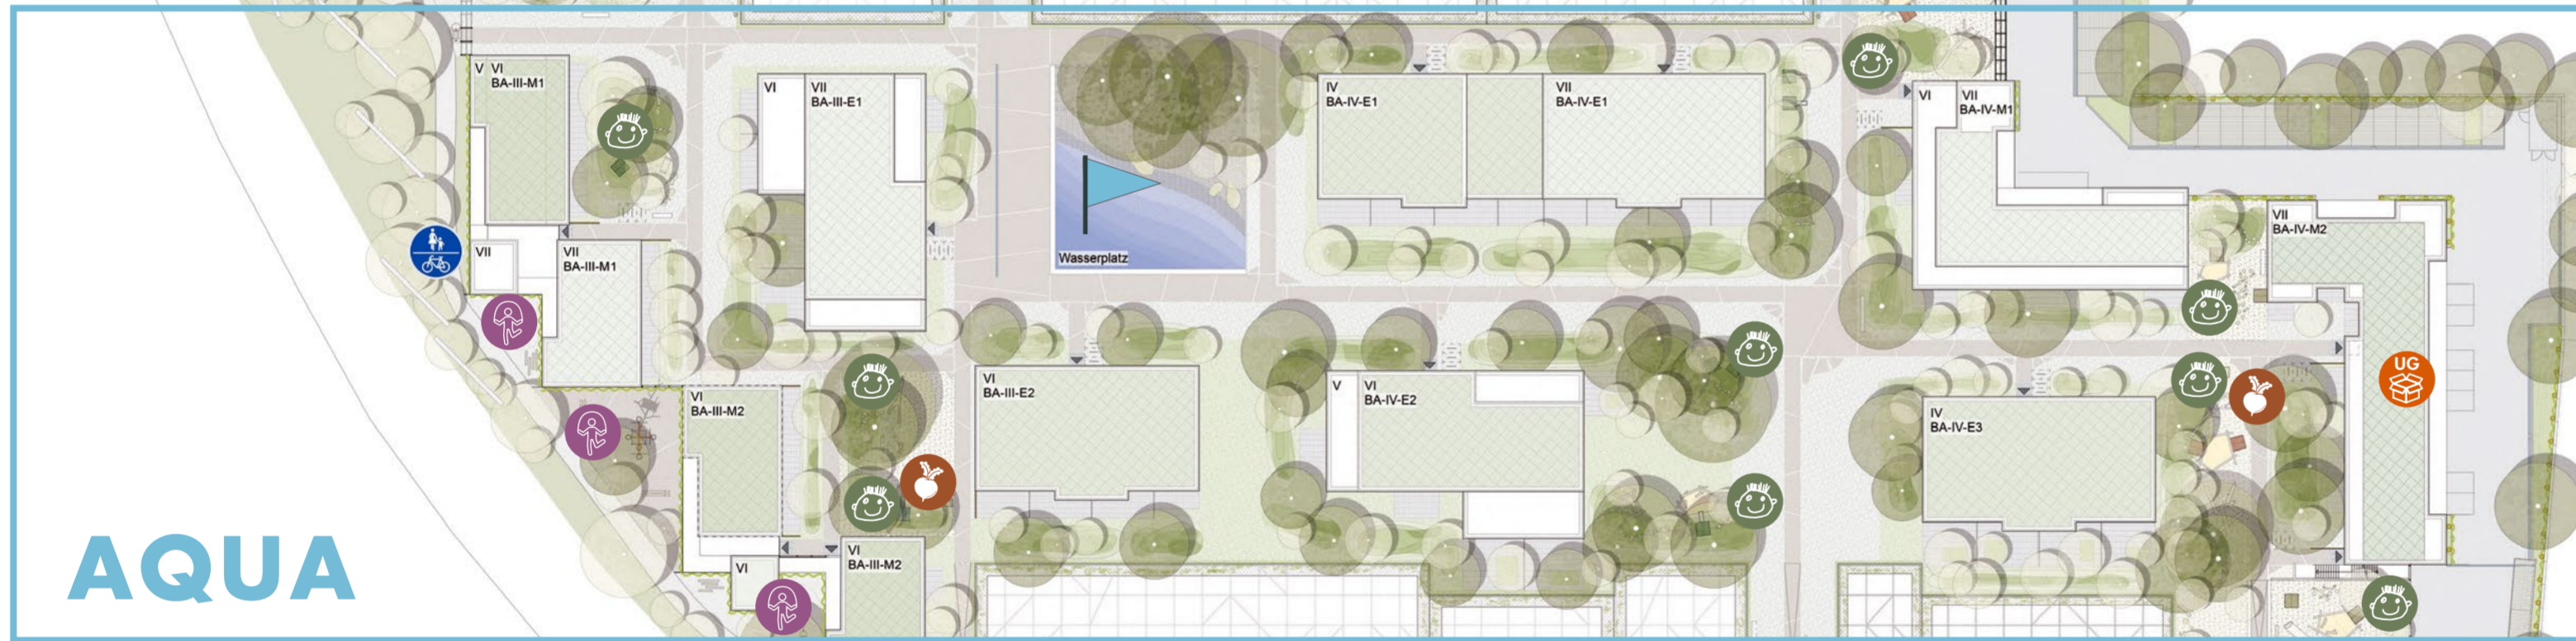 V VI
BA-III-M1
VI
VII
BA-III-E1
IV
BA-IV-E1
VII
BA-IV-E1
VI
VII
BA-IV-M1
VII
BA-IV-M2
VII
VII
BA-III-M1
Wasserplatz
VI
BA-III-M2
VI
BA-III-E2
V
VI
BA-IV-E2
IV
BA-IV-E3
UG
VI
VI
BA-III-M2
AQUA